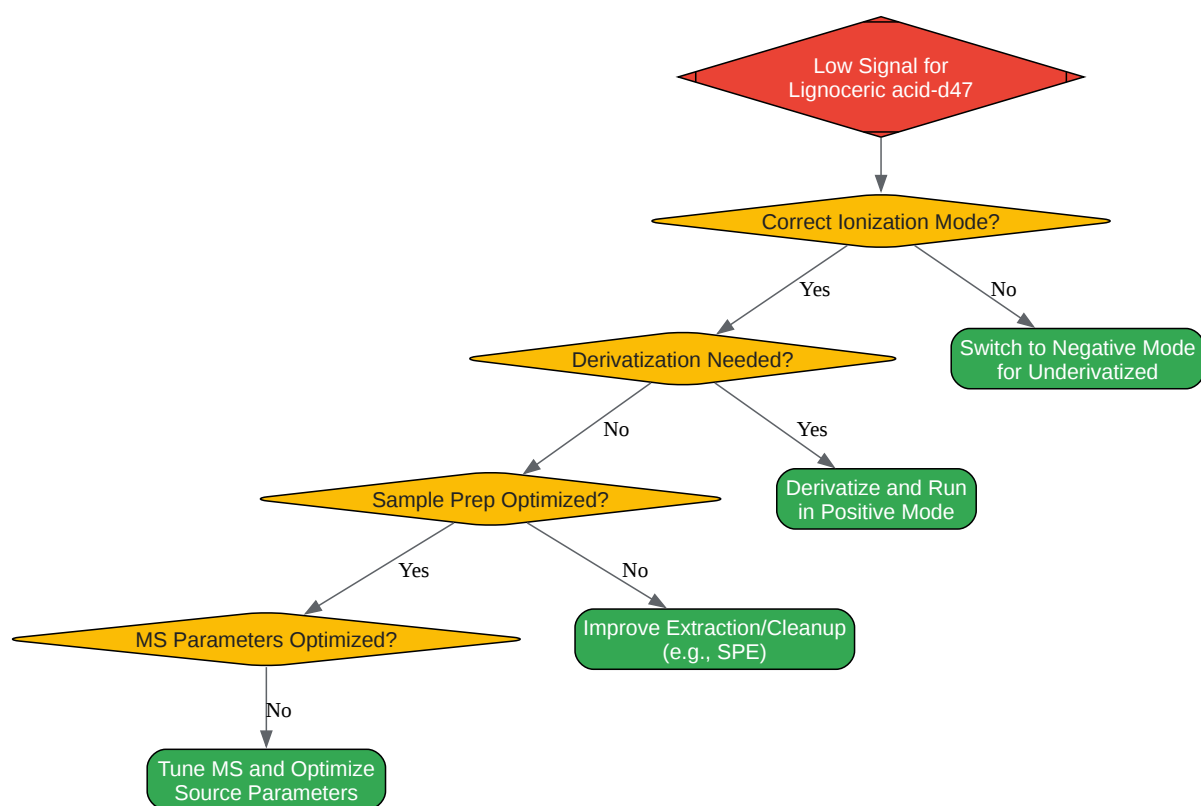 Low Signal for
Lignoceric acid-d47
Correct Ionization Mode?
Yes
No
Derivatization Needed?
Switch to Negative Mode
for Underivatized
No
Yes
Sample Prep Optimized?
Derivatize and Run
in Positive Mode
Yes
No
MS Parameters Optimized?
Improve Extraction/Cleanup
(e.g., SPE)
No
Tune MS and Optimize
Source Parameters